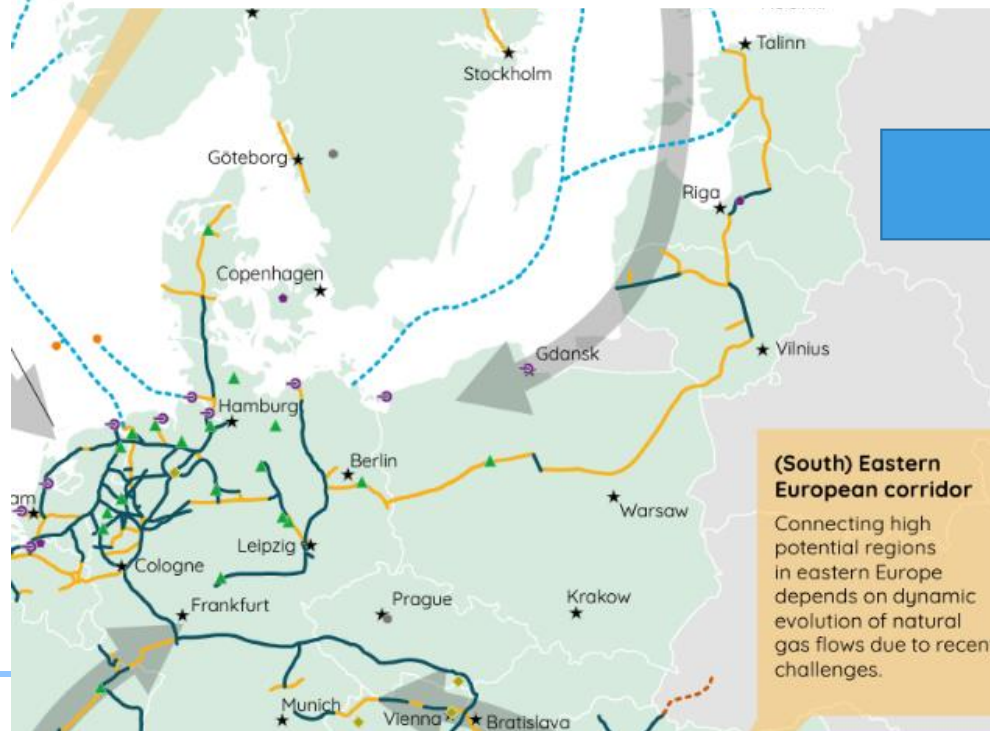 Talinn
Stockholm
Göteborg
Riga
Copenhagen
Gdansk
Vilnius
Hamburg
Berlin
(South) Eastern
European corridor
am
Warsaw
Connecting high
potential regions
in eastern Europe
depends on dynamic
evolution of natural
gas flows due to recen
challenges.
Leipzig
Cologne
Frankfurt
Prague
Krakow
Munich
Vienna
Bratislava